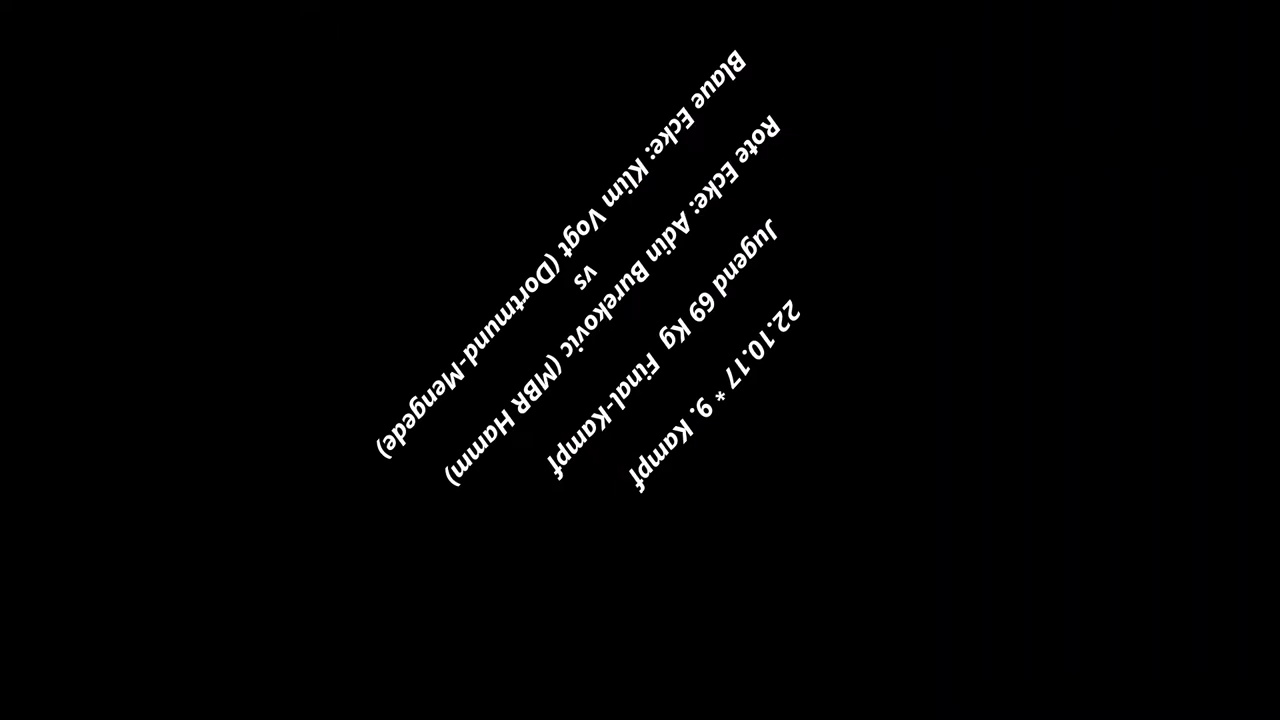 22.10.17 * 9. Kampf
Jugend 69 Kg Final-Kampf
Rote Ecke: Adin Burekovic (MBR Hamm)
vs
Blaue Ecke: Klüm Vogt (Dortmund-Mengede)